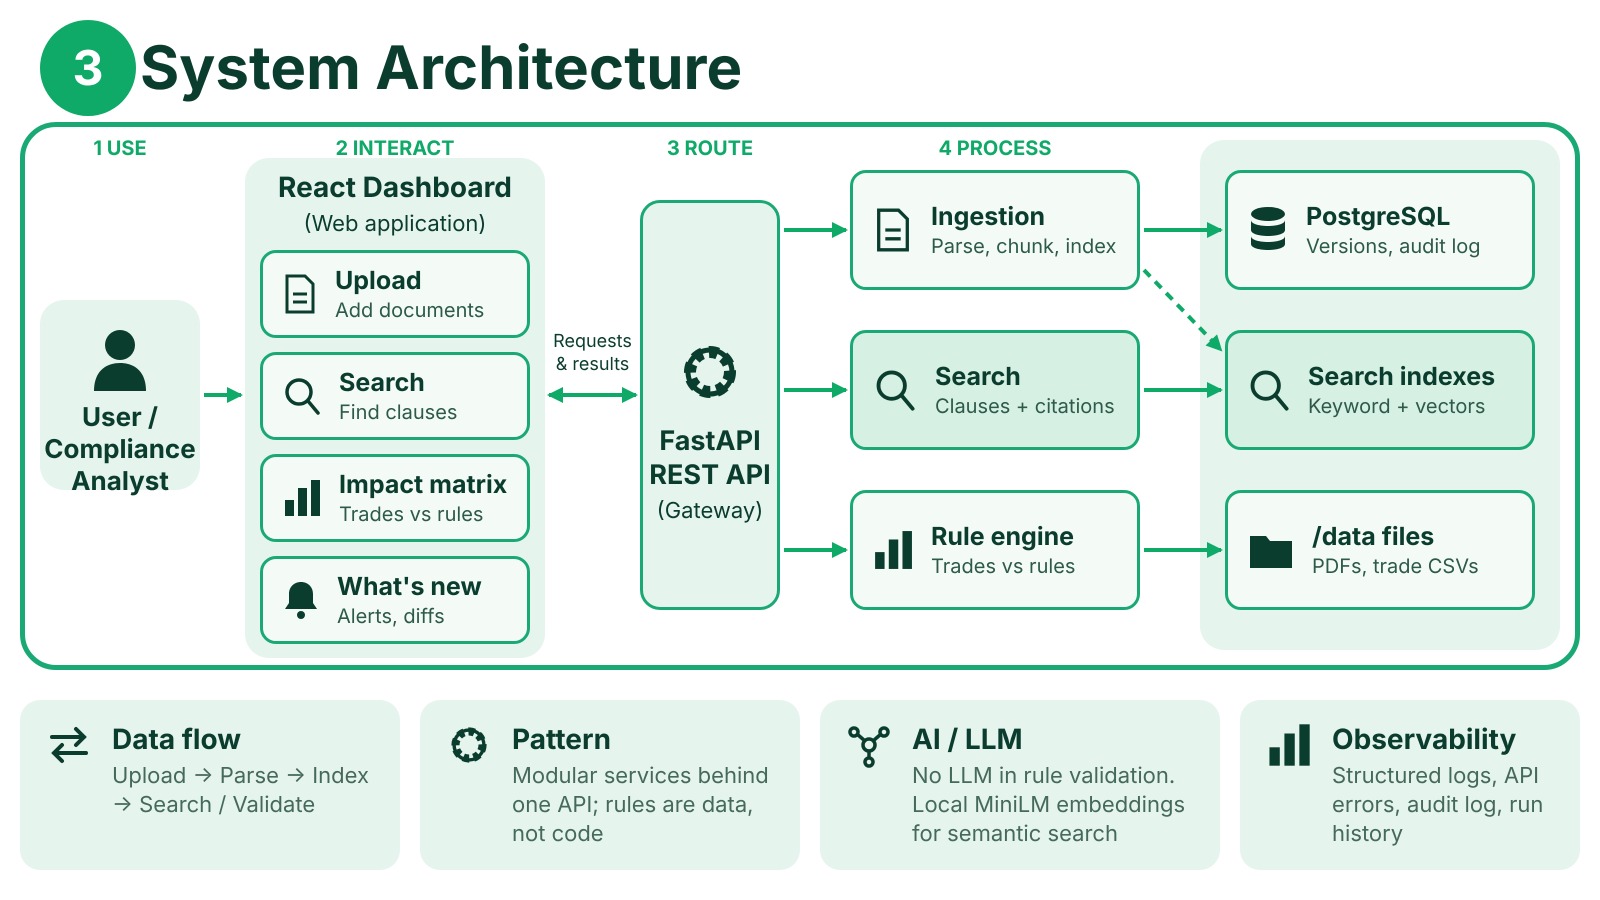 3
System Architecture
1 USE
2 INTERACT
3 ROUTE
4 PROCESS
User /
Compliance
Analyst
React Dashboard
(Web application)
Upload
Add documents
Search
Find clauses
Impact matrix
Trades vs rules
What's new
Alerts, diffs
Requests
& results
FastAPI
REST API
(Gateway)
Ingestion
Parse, chunk, index
Search
Clauses + citations
Rule engine
Trades vs rules
PostgreSQL
Versions, audit log
Search indexes
Keyword + vectors
/data files
PDFs, trade CSVs
Data flow
Upload → Parse → Index
→ Search / Validate
Pattern
Modular services behind
one API; rules are data,
not code
AI / LLM
No LLM in rule validation.
Local MiniLM embeddings
for semantic search
Observability
Structured logs, API
errors, audit log, run
history